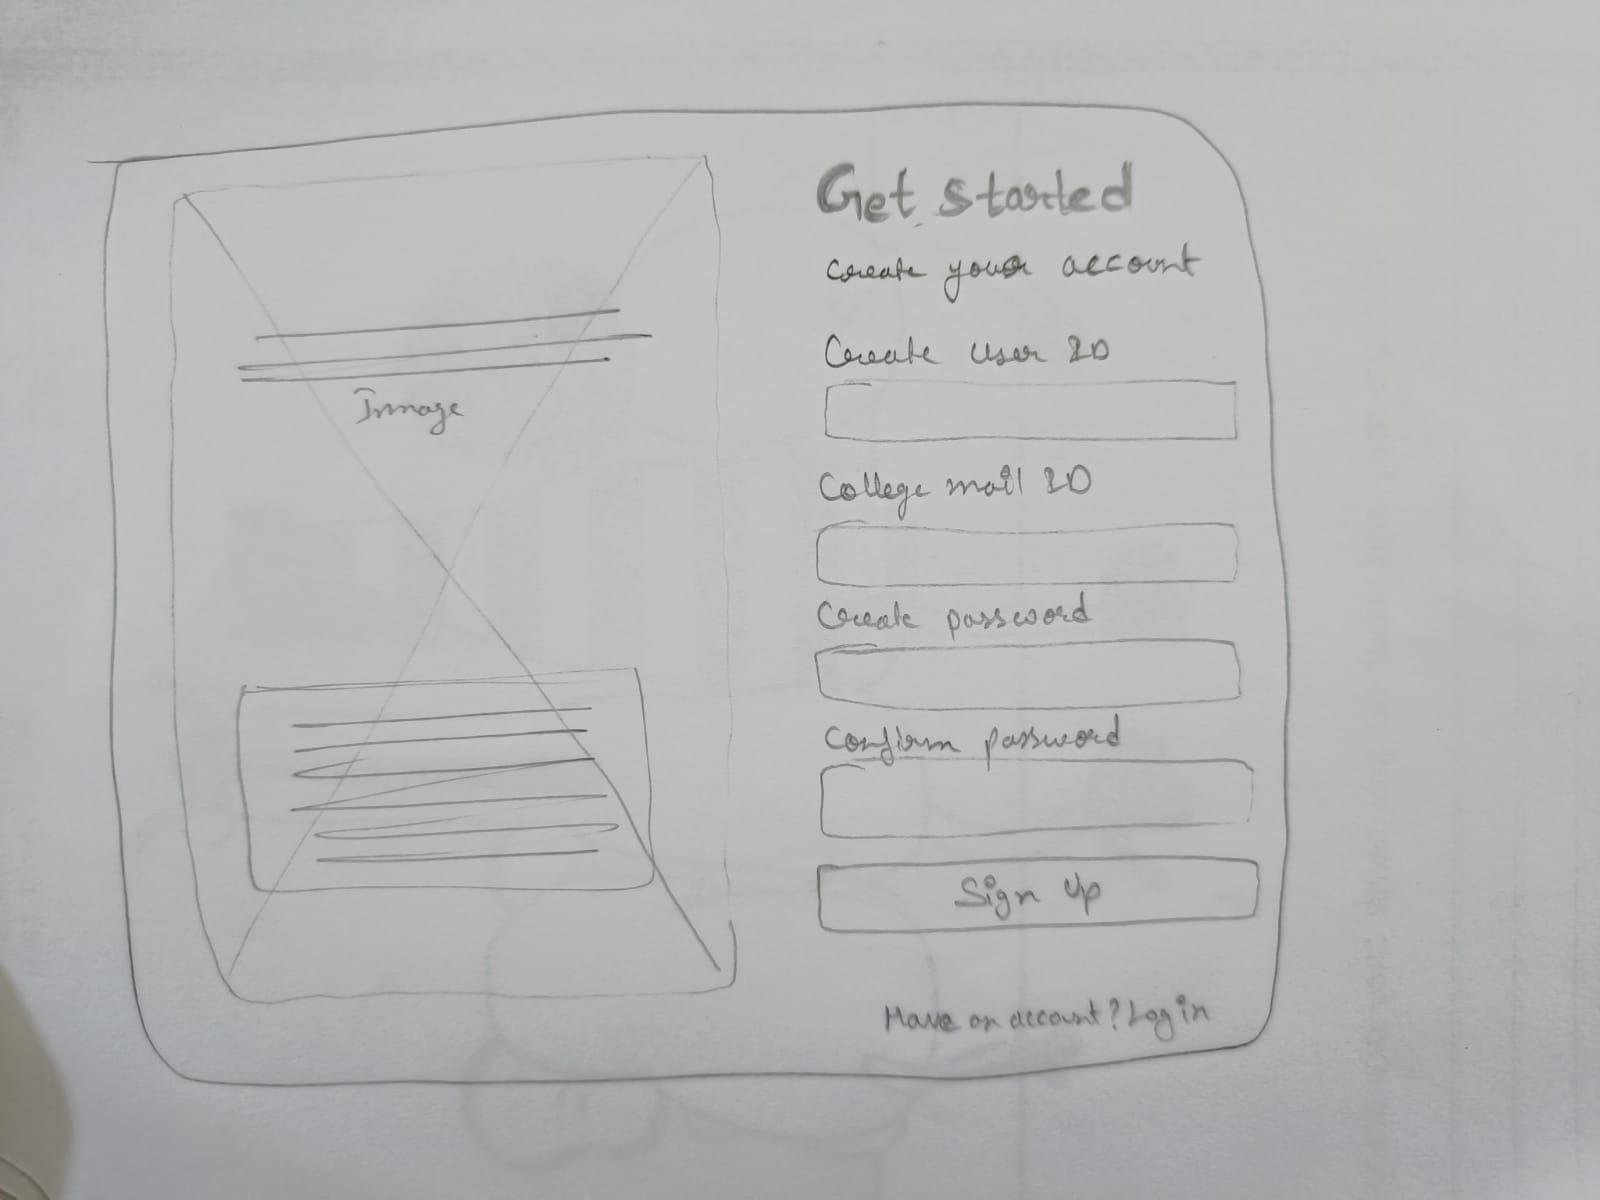 Image
Get started
Create your account
Create User ID
College mail ID
Create password
Confirm password
Sign Up
Have an account? Log in